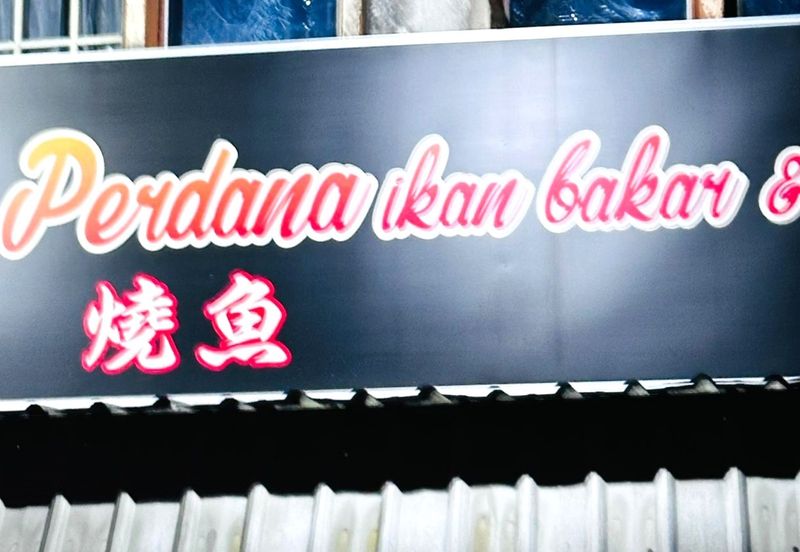 Perdana ikan bakar &
燒魚